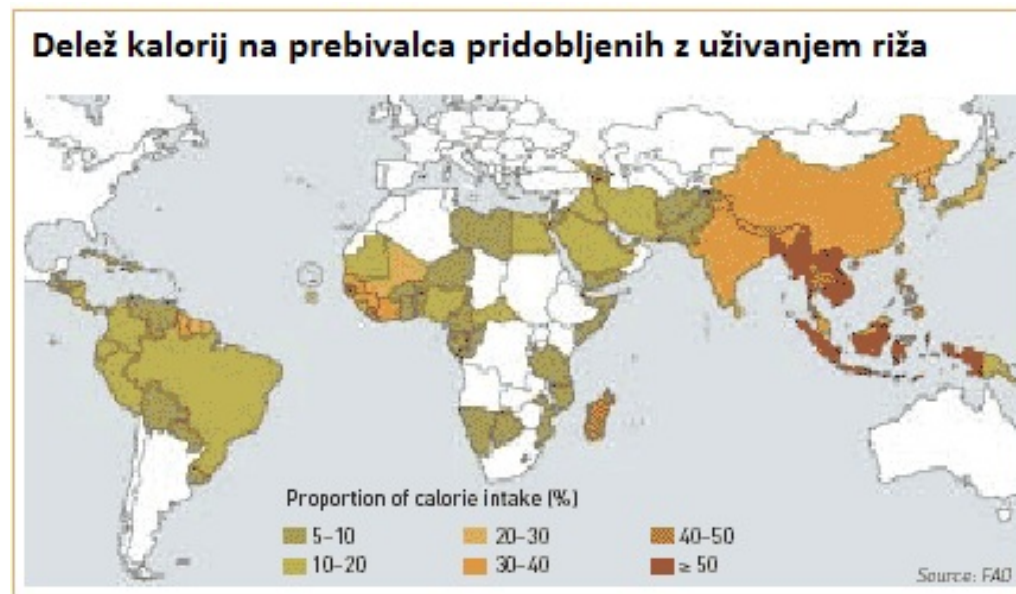 Delež kalorij na prebivalca pridobljenih z uživanjem riža
Proportion of calorie intake (%)
5–10
20–30
40–50
10–20
30–40
≥ 50
Source: FAO